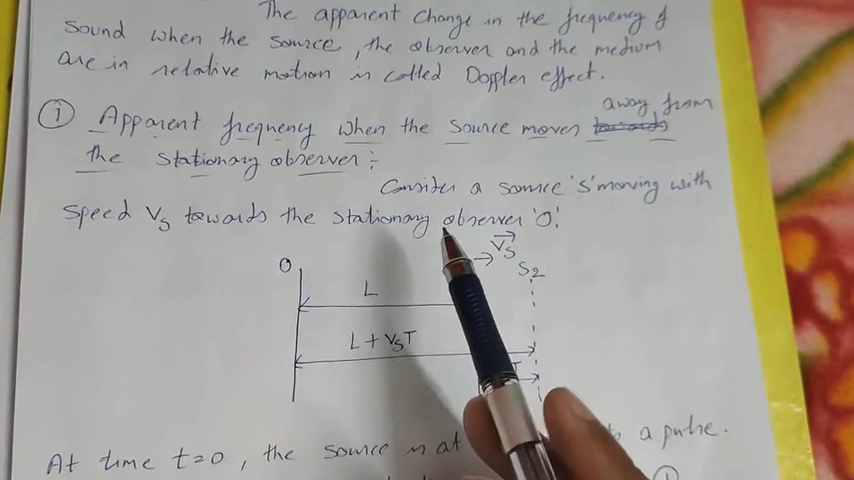 The apparent change in the frequency of
sound when the source, the observer and the medium
are in relative motion is called Doppler effect.
① Apparent frequency when the source moves away from
the stationary observer :
Consider a source 's' moving with
speed Vs towards the stationary observer 'O'.
Vs
O
S2
L
L + VsT
T
At time t=0, the source is at a pulse.
①